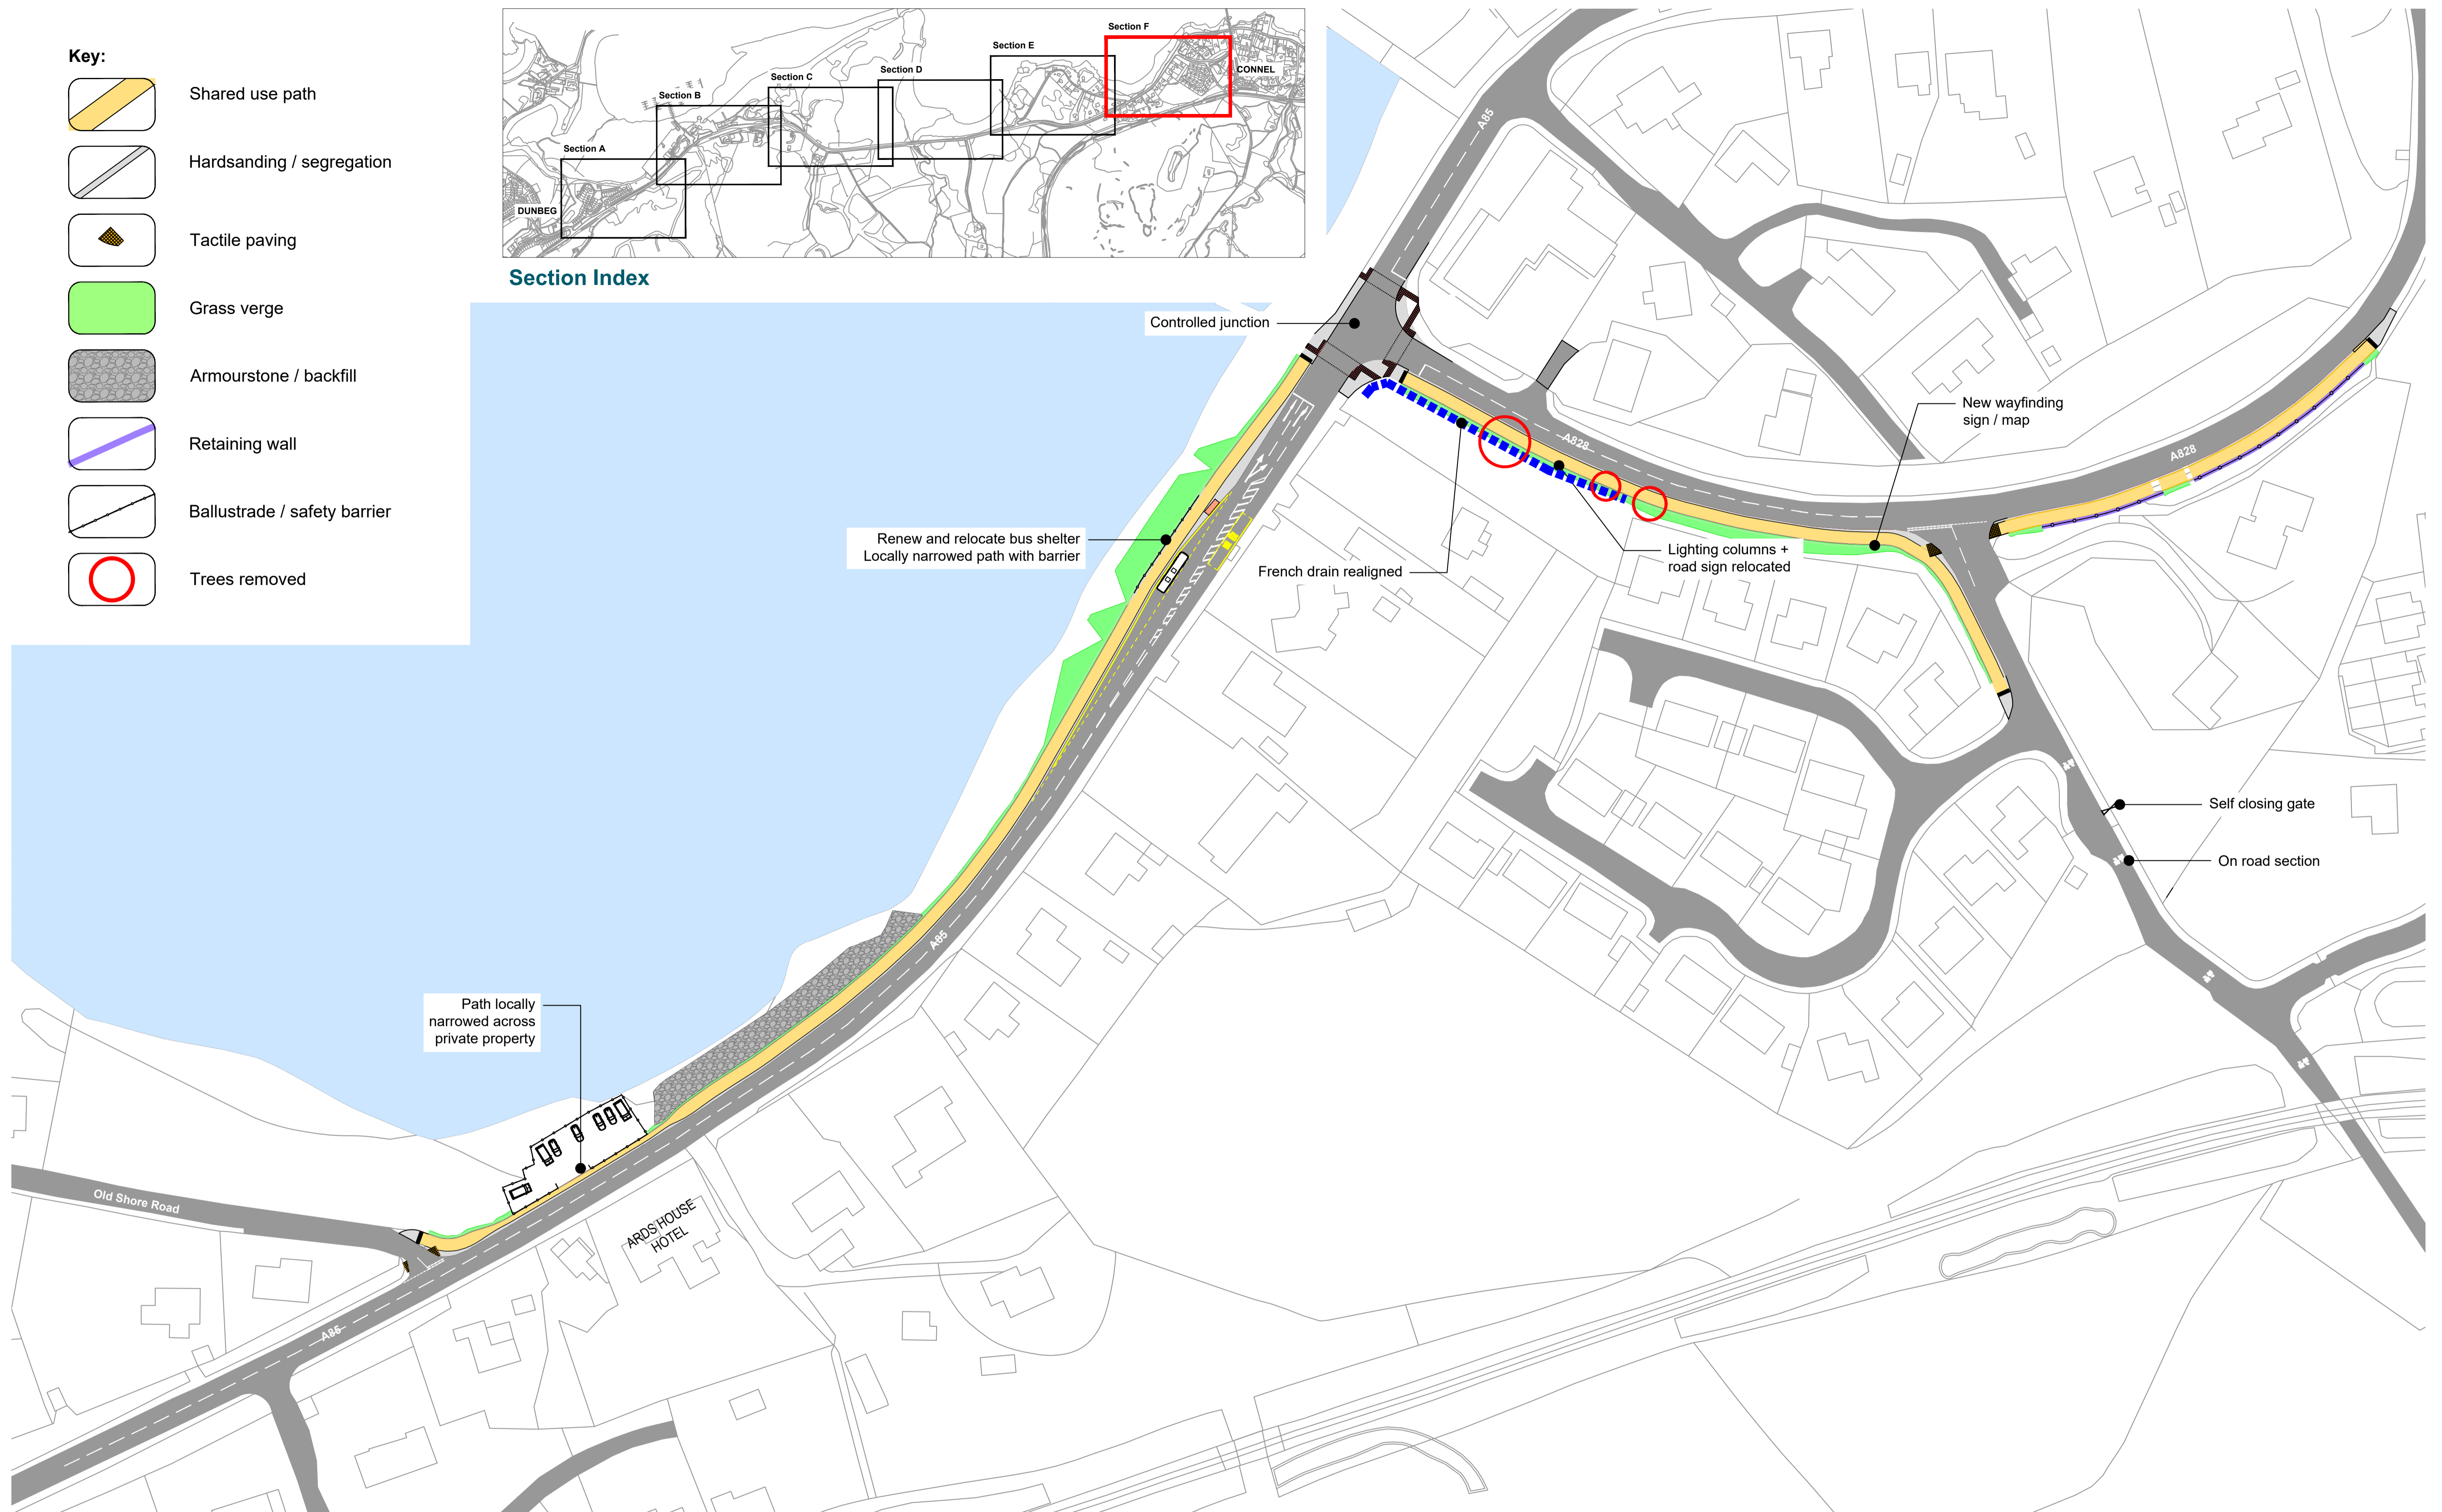 Key:
Shared use path
Hardsanding / segregation
Tactile paving
Grass verge
Armourstone / backfill
Retaining wall
Ballustrade / safety barrier
Trees removed
Section A
Section B
Section C
Section D
Section E
Section F
DUNBEG
CONNEL
Section Index
A85
Controlled junction
A828
New wayfinding
sign / map
A828
Renew and relocate bus shelter
Locally narrowed path with barrier
French drain realigned
Lighting columns +
road sign relocated
Self closing gate
On road section
A85
Path locally
narrowed across
private property
Old Shore Road
ARDS HOUSE
HOTEL
A85